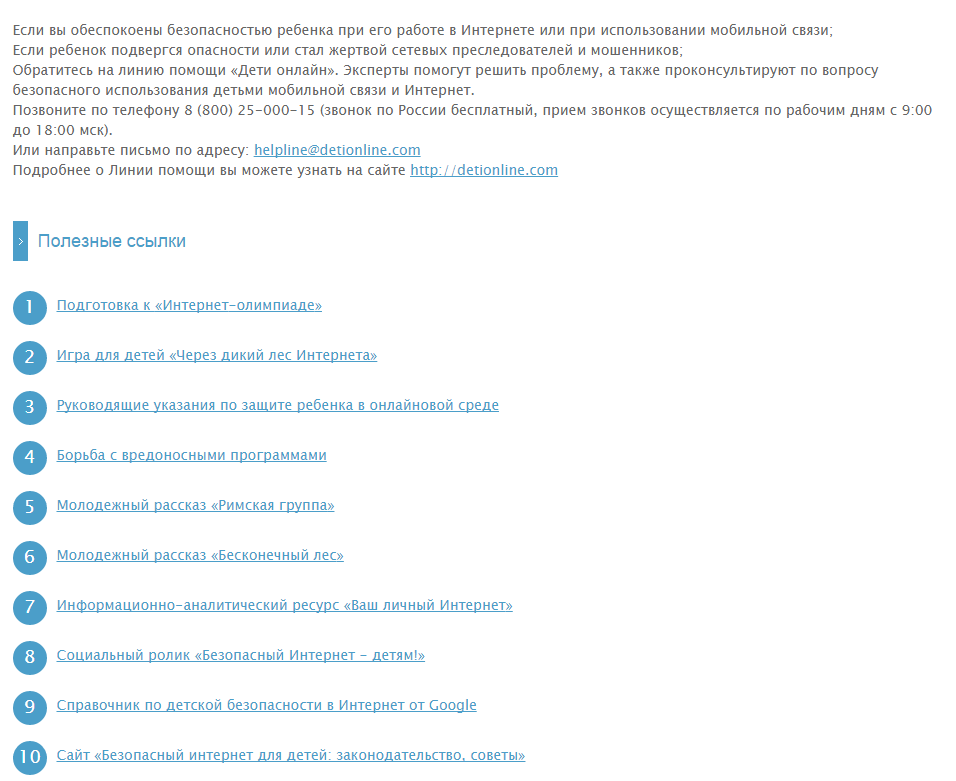 Если вы обеспокоены безопасностью ребенка при его работе в Интернете или при использовании мобильной связи;
Если ребенок подвергся опасности или стал жертвой сетевых преследователей и мошенников;
Обратитесь на линию помощи «Дети онлайн». Эксперты помогут решить проблему, а также проконсультируют по вопросу
безопасного использования детьми мобильной связи и Интернет.
Позвоните по телефону 8 (800) 25-000-15 (звонок по России бесплатный, прием звонков осуществляется по рабочим дням с 9:00
до 18:00 мск).
Или направьте письмо по адресу: helpline@detionline.com
Подробнее о Линии помощи вы можете узнать на сайте http://detionline.com
Полезные ссылки
1 Подготовка к «Интернет-олимпиаде»
2 Игра для детей «Через дикий лес Интернета»
3 Руководящие указания по защите ребенка в онлайновой среде
4 Борьба с вредоносными программами
5 Молодежный рассказ «Римская группа»
6 Молодежный рассказ «Бесконечный лес»
7 Информационно-аналитический ресурс «Ваш личный Интернет»
8 Социальный ролик «Безопасный Интернет - детям!»
9 Справочник по детской безопасности в Интернет от Google
10 Сайт «Безопасный интернет для детей: законодательство, советы»